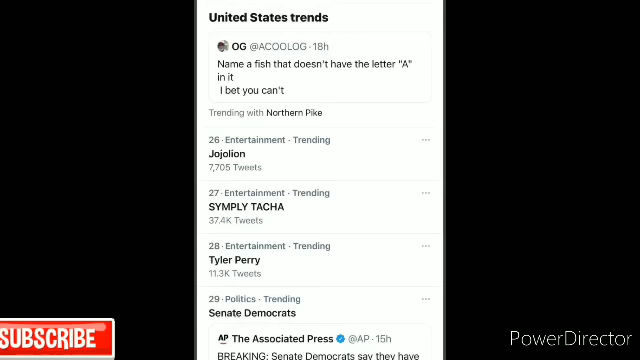 United States trends
OG @ACOOLOG · 18h
Name a fish that doesn't have the letter "A"
in it
I bet you can't
Trending with Northern Pike
26 · Entertainment · Trending
Jojolion
7,705 Tweets
27 · Entertainment · Trending
SYMPLY TACHA
37.4K Tweets
28 · Entertainment · Trending
Tyler Perry
11.3K Tweets
29 · Politics · Trending
Senate Democrats
AP The Associated Press @AP · 15h
BREAKING: Senate Democrats say they have
SUBSCRIBE
PowerDirector